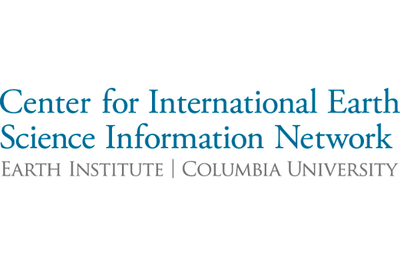 Center for International Earth
Science Information Network
EARTH INSTITUTE | COLUMBIA UNIVERSITY